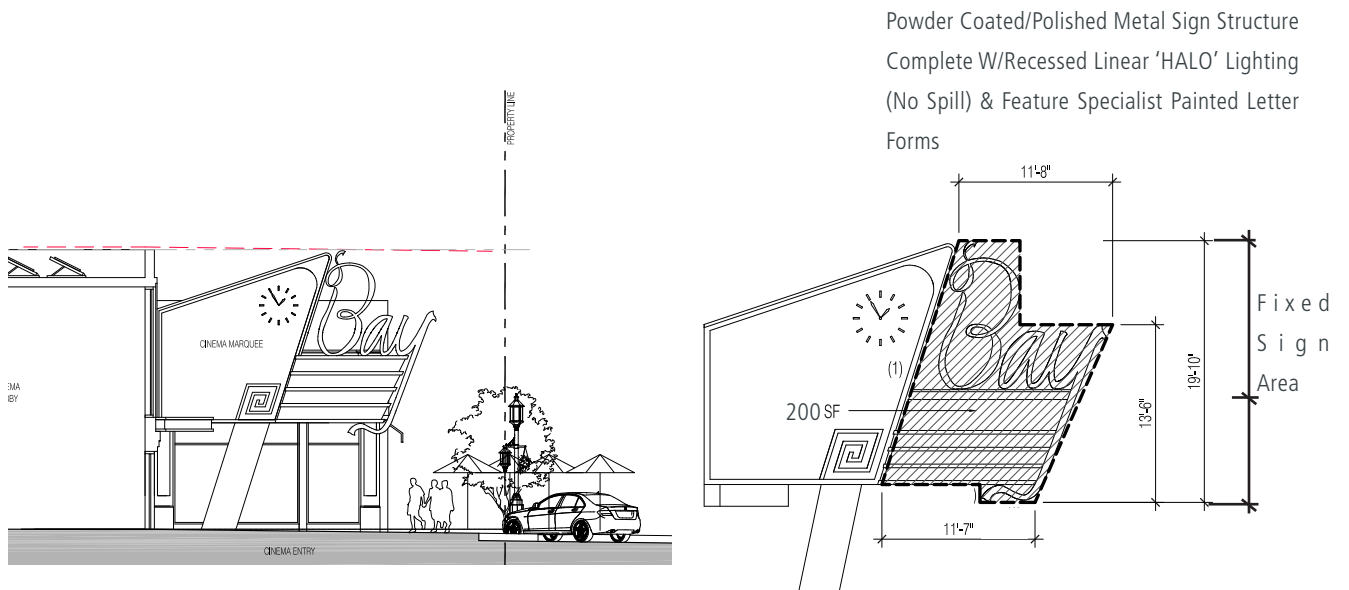 Powder Coated/Polished Metal Sign Structure
Complete W/Recessed Linear ‘HALO’ Lighting
(No Spill) & Feature Specialist Painted Letter
Forms
PROPERTY LINE
Bay
CINEMA MARQUEE
EMA
BY
CINEMA ENTRY
11'-8"
Bay
(1)
200 SF
13'-6"
19'-10"
11'-7"
Fixed
Sign
Area